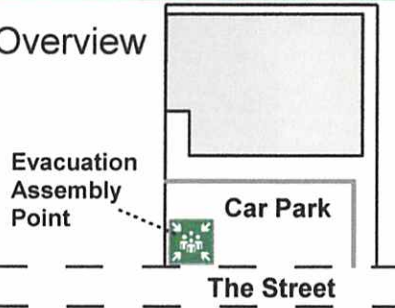 Overview
Evacuation
Assembly
Point
Car Park
The Street